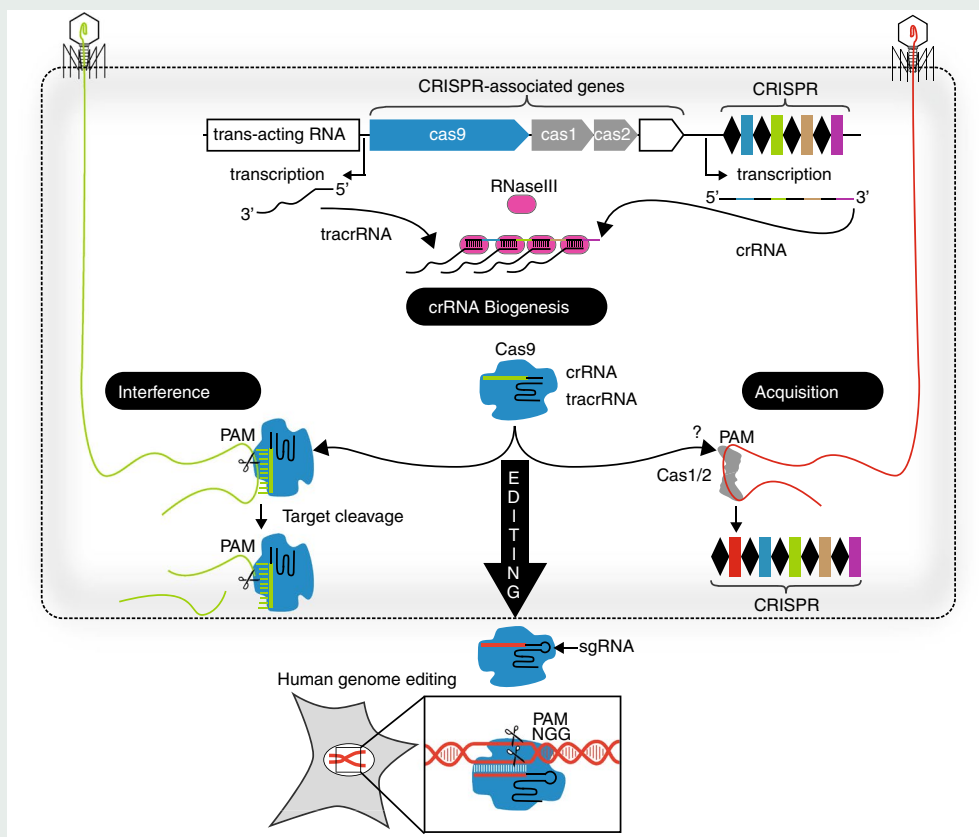 CRISPR-associated genes
CRISPR
trans-acting RNA
cas9
cas1
cas2
transcription
5’
3’
tracrRNA
RNaseIII
transcription
5’
3’
crRNA
crRNA Biogenesis
Cas9
crRNA
tracrRNA
Interference
Acquisition
PAM
?
PAM
Cas1/2
Target cleavage
PAM
EDITING
CRISPR
sgRNA
Human genome editing
PAM
NGG